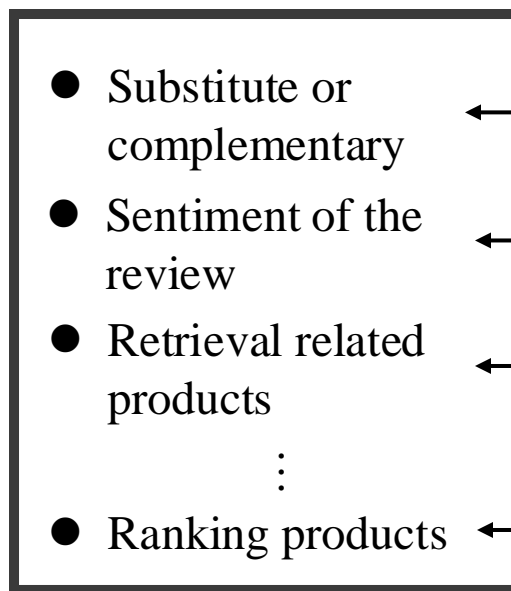 ● Substitute or
complementary
● Sentiment of the
review
● Retrieval related
products
⋮
● Ranking products